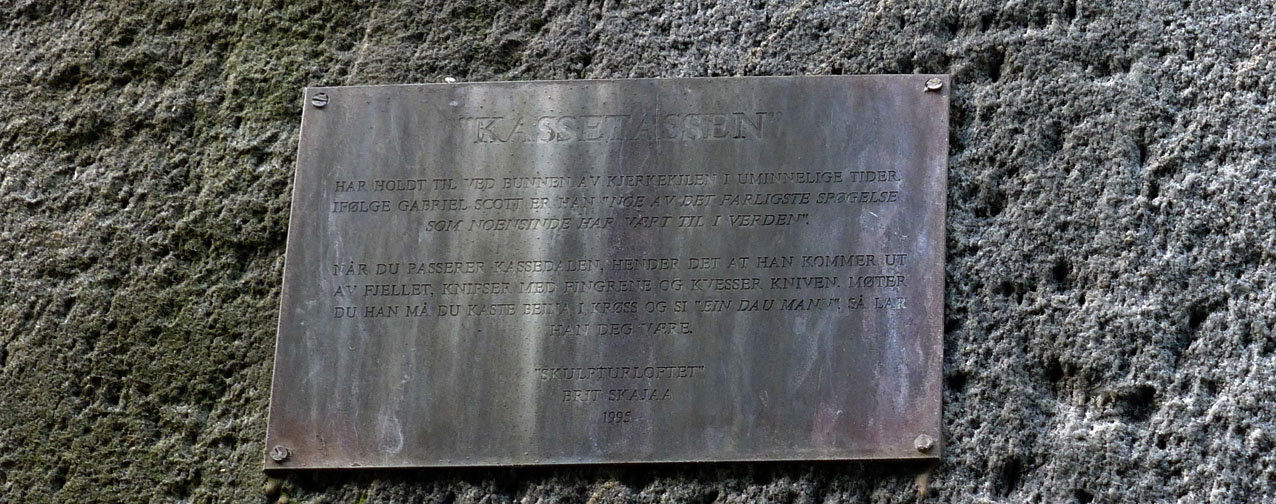 "KASSETASSEN"
HAR HOLDT TIL VED BUNNEN AV KJERKEKILEN I UMINNELIGE TIDER.
IFØLGE GABRIEL SCOTT ER HAN "NOE AV DET FARLIGSTE SPØGELSE
SOM NOENSINDE HAR VÆRT TIL I VERDEN".
NÅR DU PASSERER KASSEDALEN, HENDER DET AT HAN KOMMER UT
AV FJELLET, KNIPSER MED FINGRENE OG KVESSER KNIVEN. MØTER
DU HAN MÅ DU KASTE BEINA I KRØSS OG SI "EIN DAU MANN", SÅ LAR
HAN DEG VÆRE.
"SKULPTURLOFTET"
BRIT SKAJAA
1995.